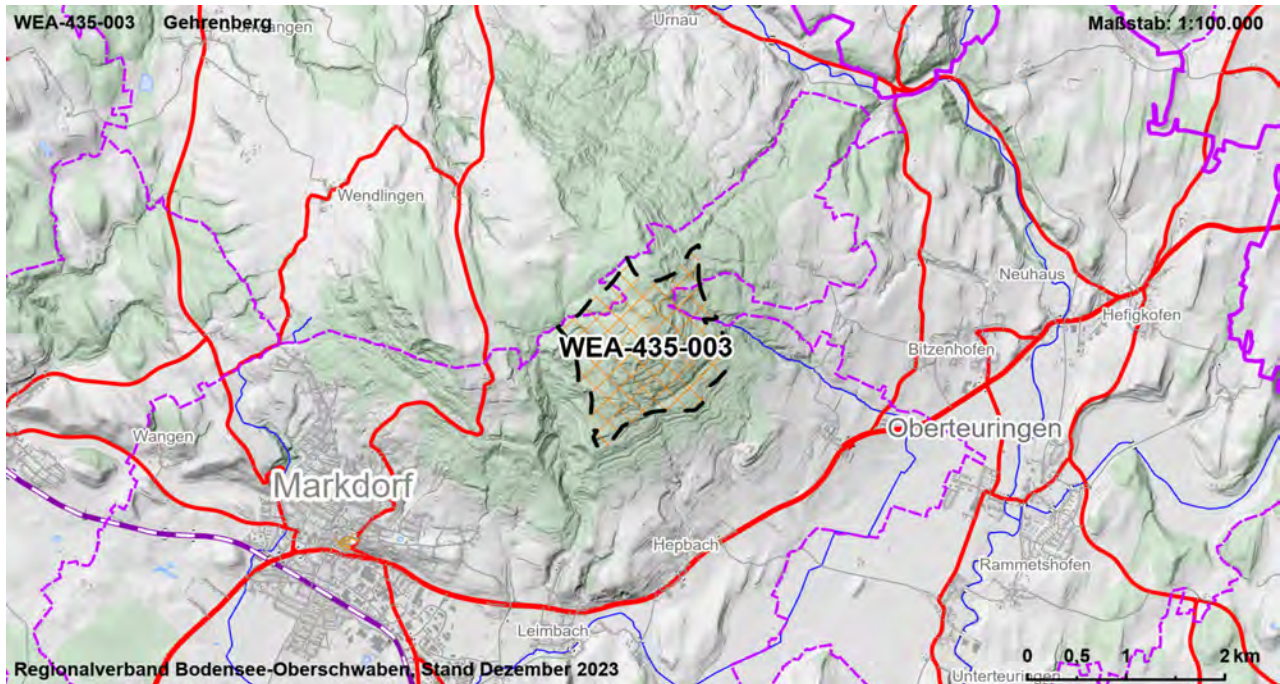 WEA-435-003 Gehrenberg
Urnau
Maßstab: 1:100.000
Wendlingen
Neuhaus
Hefigkofen
WEA-435-003
Bitzenhofen
Oberteuringen
Wangen
Markdorf
Hepbach
Rammetshofen
Leimbach
Regionalverband Bodensee-Oberschwaben, Stand Dezember 2023
0 0.5 1 2 km
Unterteuringen